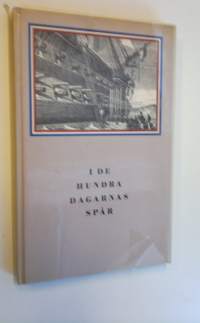 I DE
HUNDRA
DAGARNAS
SPÅR